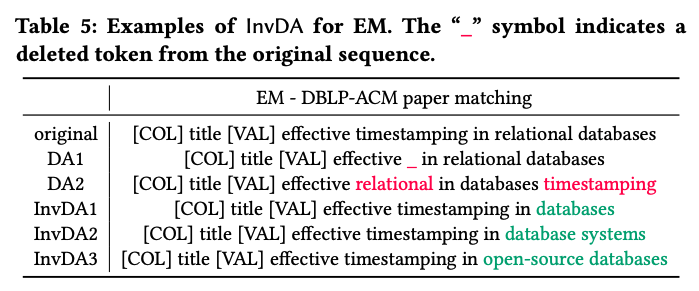 Table 5: Examples of InvDA for EM. The “_” symbol indicates a
deleted token from the original sequence.
EM - DBLP-ACM paper matching
original [COL] title [VAL] effective timestamping in relational databases
DA1 [COL] title [VAL] effective _ in relational databases
DA2 [COL] title [VAL] effective relational in databases timestamping
InvDA1 [COL] title [VAL] effective timestamping in databases
InvDA2 [COL] title [VAL] effective timestamping in database systems
InvDA3 [COL] title [VAL] effective timestamping in open-source databases